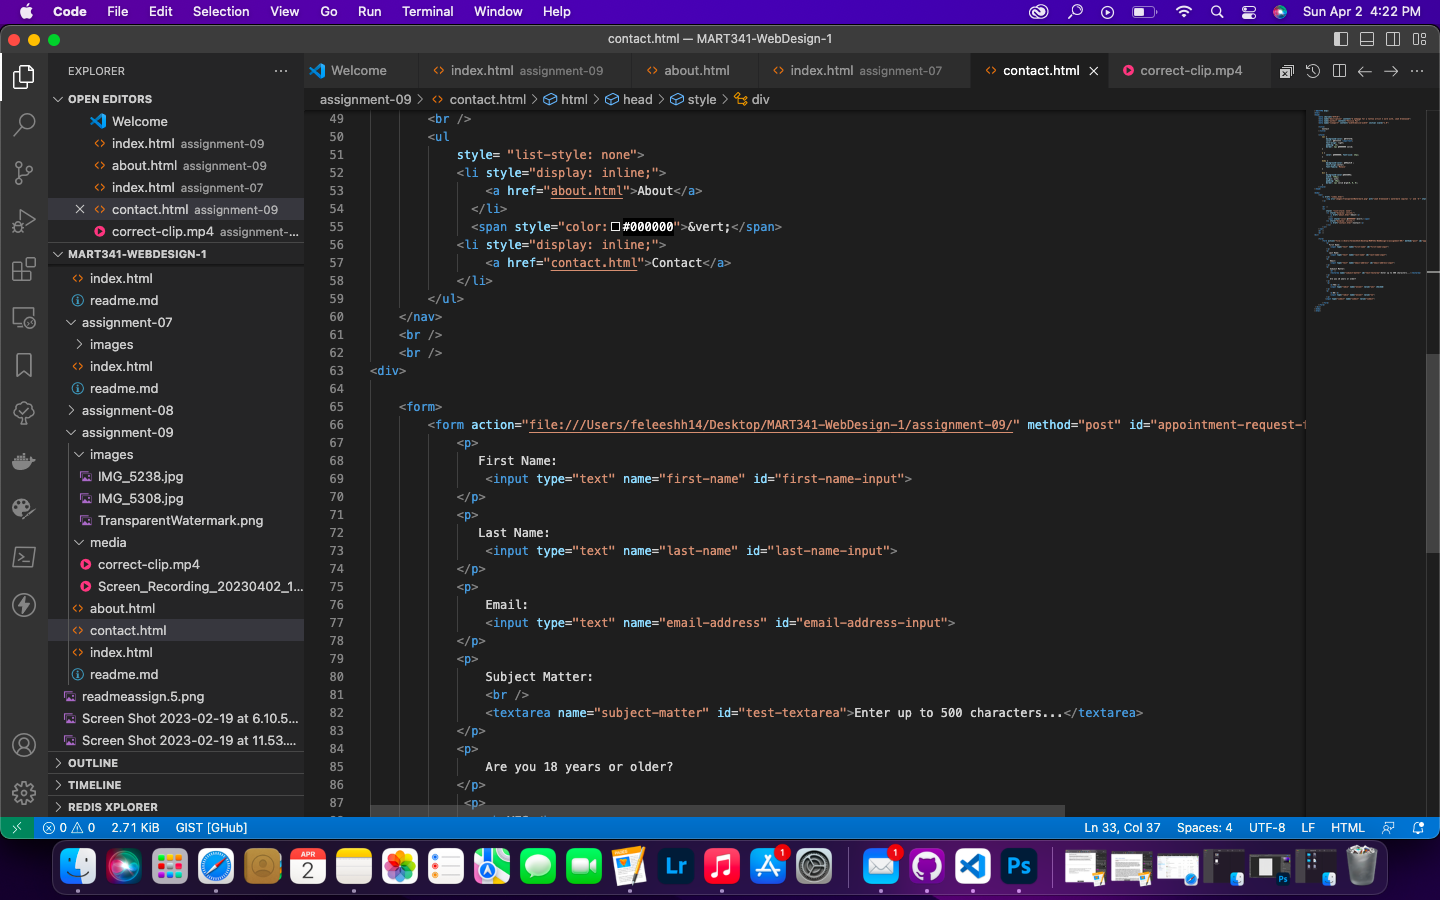 Code File Edit Selection View Go Run Terminal Window Help Sun Apr 2 4:22 PM
contact.html — MART341-WebDesign-1
EXPLORER
Welcome
index.html assignment-09
about.html
index.html assignment-07
contact.html
correct-clip.mp4
assignment-09 > contact.html > html > head > style > div
OPEN EDITORS
Welcome
index.html assignment-09
about.html assignment-09
index.html assignment-07
contact.html assignment-09
correct-clip.mp4 assignment-...
MART341-WEBDESIGN-1
index.html
readme.md
assignment-07
images
index.html
readme.md
assignment-08
assignment-09
images
IMG_5238.jpg
IMG_5308.jpg
TransparentWatermark.png
media
correct-clip.mp4
Screen_Recording_20230402_1...
about.html
contact.html
index.html
readme.md
readmeassign.5.png
Screen Shot 2023-02-19 at 6.10.5...
Screen Shot 2023-02-19 at 11.53....
OUTLINE
TIMELINE
REDIS XPLORER
49 <br />
50 <ul
51 style= "list-style: none">
52 <li style="display: inline;">
53 <a href="about.html">About</a>
54 </li>
55 <span style="color:#000000">&vert;</span>
56 <li style="display: inline;">
57 <a href="contact.html">Contact</a>
58 </li>
59 </ul>
60 </nav>
61 <br />
62 <br />
63 <div>
64
65 <form>
66 <form action="file:///Users/feleeshh14/Desktop/MART341-WebDesign-1/assignment-09/" method="post" id="appointment-request-f
67 <p>
68 First Name:
69 <input type="text" name="first-name" id="first-name-input">
70 </p>
71 <p>
72 Last Name:
73 <input type="text" name="last-name" id="last-name-input">
74 </p>
75 <p>
76 Email:
77 <input type="text" name="email-address" id="email-address-input">
78 </p>
79 <p>
80 Subject Matter:
81 <br />
82 <textarea name="subject-matter" id="test-textarea">Enter up to 500 characters...</textarea>
83 </p>
84 <p>
85 Are you 18 years or older?
86 </p>
87 <p>
0 0 2.71 KiB GIST [GHub] Ln 33, Col 37 Spaces: 4 UTF-8 LF HTML
APR
2
Lr
1
1
Ps